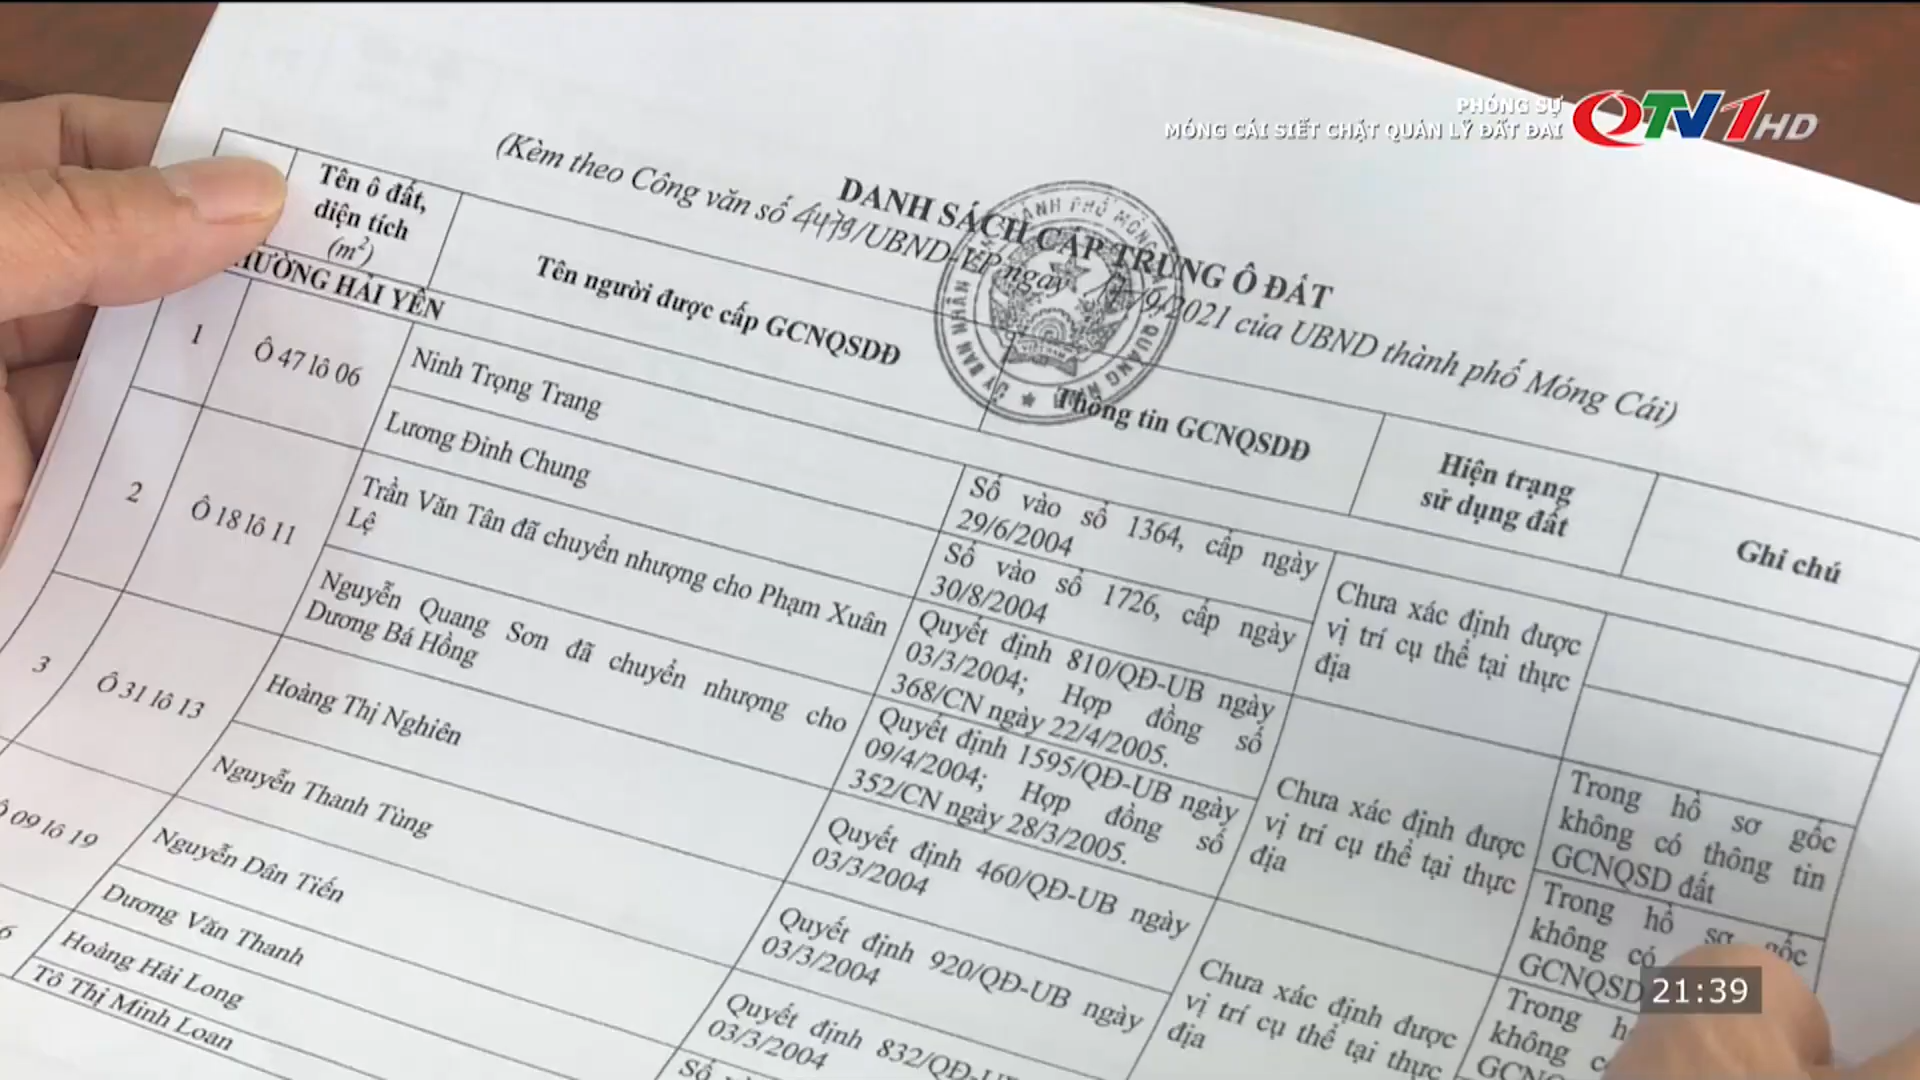 PHÓNG SỰ
MÓNG CÁI SIẾT CHẶT QUẢN LÝ ĐẤT ĐAI
QTV1HD
DANH SÁCH CẤP TRÙNG Ô ĐẤT
(Kèm theo Công văn số 4479/UBND-VP ngày /9/2021 của UBND thành phố Móng Cái)
Tên ô đất,
diện tích
(m²)
Tên người được cấp GCNQSDĐ
Thông tin GCNQSDĐ
Hiện trạng
sử dụng đất
Ghi chú
HƯỜNG HẢI YÊN
1
Ô 47 lô 06
Ninh Trọng Trang
Số vào sổ 1364, cấp ngày
29/6/2004
Chưa xác định được
vị trí cụ thể tại thực
địa
Lương Đình Chung
Số vào sổ 1726, cấp ngày
30/8/2004
2
Ô 18 lô 11
Trần Văn Tân đã chuyển nhượng cho Phạm Xuân
Lệ
Quyết định 810/QĐ-UB ngày
03/3/2004; Hợp đồng số
368/CN ngày 22/4/2005.
Chưa xác định được
vị trí cụ thể tại thực
địa
Trong hồ sơ gốc
không có thông tin
GCNQSD đất
Nguyễn Quang Sơn đã chuyển nhượng cho
Dương Bá Hồng
Quyết định 1595/QĐ-UB ngày
09/4/2004; Hợp đồng số
352/CN ngày 28/3/2005.
Trong hồ sơ gốc
không có
GCNQSD
3
Ô 31 lô 13
Hoàng Thị Nghiên
Quyết định 460/QĐ-UB ngày
03/3/2004
Chưa xác định được
vị trí cụ thể tại thực
địa
Trong h
không c
GCNQ
Nguyễn Thanh Tùng
Quyết định 920/QĐ-UB ngày
03/3/2004
09 lô 19
Nguyễn Dân Tiến
Quyết định 832/QĐ-UB
03/3/2004
Dương Văn Thanh
Số
6
Hoàng Hải Long
Tô Thị Minh Loan
21:39